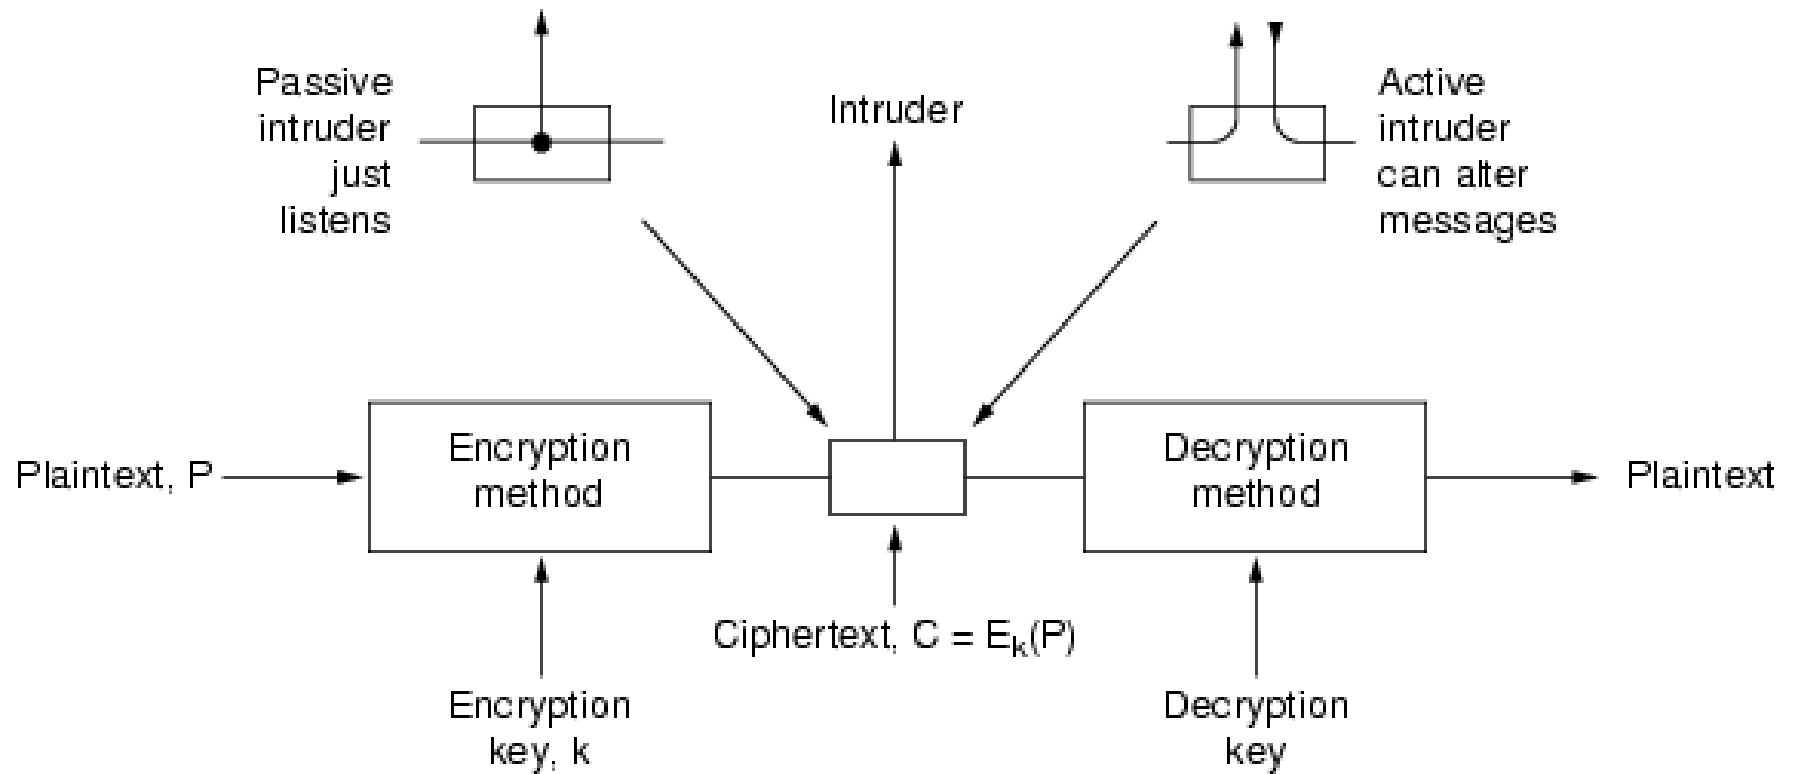 Passive
intruder
just
listens
Intruder
Active
intruder
can alter
messages
Plaintext, P
Encryption
method
Decryption
method
Plaintext
Ciphertext, C = Ek(P)
Encryption
key, k
Decryption
key